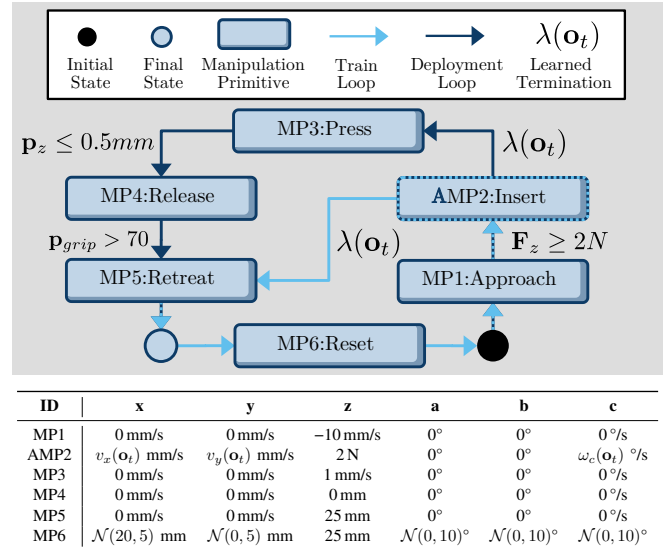 λ(o_t)
Initial State
Final State
Manipulation Primitive
Train Loop
Deployment Loop
Learned Termination
MP3:Press
p_z ≤ 0.5mm
λ(o_t)
MP4:Release
AMP2:Insert
p_grip > 70
λ(o_t)
F_z ≥ 2N
MP5:Retreat
MP1:Approach
MP6:Reset
ID x y z a b c
MP1 0 mm/s 0 mm/s −10 mm/s 0° 0° 0 °/s
AMP2 v_x(o_t) mm/s v_y(o_t) mm/s 2 N 0° 0° ω_c(o_t) °/s
MP3 0 mm/s 0 mm/s 1 mm/s 0° 0° 0 °/s
MP4 0 mm/s 0 mm/s 0 mm 0° 0° 0 °/s
MP5 0 mm/s 0 mm/s 25 mm 0° 0° 0 °/s
MP6 𝒩(20, 5) mm 𝒩(0, 5) mm 25 mm 𝒩(0, 10)° 𝒩(0, 10)° 𝒩(0, 10)°